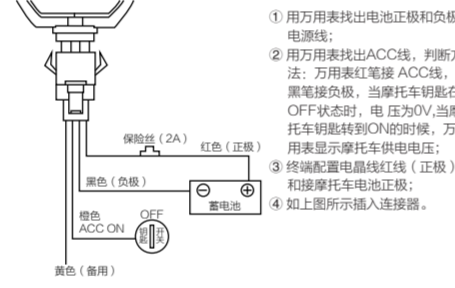 保险丝（2A）
红色（正极）
黑色（负极）
蓄电池
橙色
ACC ON
OFF
钥匙
开关
黄色（备用）
① 用万用表找出电池正极和负极
电源线；
② 用万用表找出ACC线，判断方
法：万用表红笔接 ACC线，
黑笔接负极，当摩托车钥匙在
OFF状态时，电 压为0V,当摩
托车钥匙转到ON的时候，万
用表显示摩托车供电电压；
③ 终端配置电晶线红线（正极）
和接摩托车电池正极；
④ 如上图所示插入连接器。